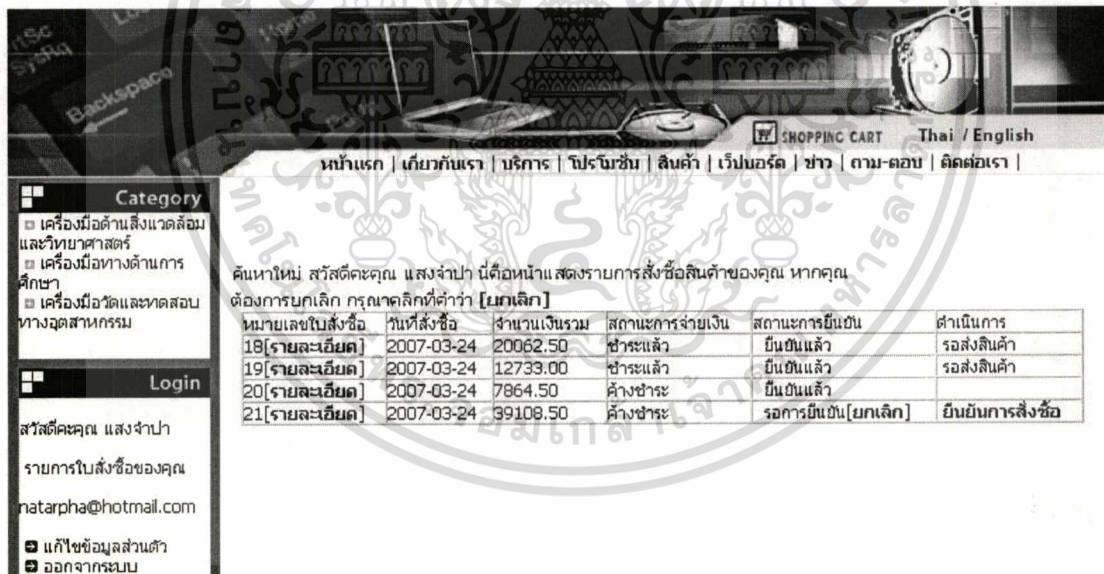 Backspace
SHOPPING CART Thai / English
หน้าแรก | เกี่ยวกับเรา | บริการ | โปรโมชั่น | สินค้า | เว็ปบอร์ด | ข่าว | ถาม-ตอบ | ติดต่อเรา |
Category
เครื่องมือด้านสิ่งแวดล้อม
และวิทยาศาสตร์
เครื่องมือทางด้านการ
ศึกษา
เครื่องมือวัดและทดสอบ
ทางอุตสาหกรรม
Login
สวัสดีคะคุณ แสงจำปา
รายการใบสั่งซื้อของคุณ
natarpha@hotmail.com
แก้ไขข้อมูลส่วนตัว
ออกจากระบบ
ค้นหาใหม่ สวัสดีคะคุณ แสงจำปา นี่คือหน้าแสดงรายการสั่งซื้อสินค้าของคุณ หากคุณ
ต้องการยกเลิก กรุณาคลิกที่คำว่า [ยกเลิก]
หมายเลขใบสั่งซื้อ วันที่สั่งซื้อ จำนวนเงินรวม สถานะการจ่ายเงิน สถานะการยืนยัน ดำเนินการ
18[รายละเอียด] 2007-03-24 20062.50 ชำระแล้ว ยืนยันแล้ว รอส่งสินค้า
19[รายละเอียด] 2007-03-24 12733.00 ชำระแล้ว ยืนยันแล้ว รอส่งสินค้า
20[รายละเอียด] 2007-03-24 7864.50 ค้างชำระ ยืนยันแล้ว
21[รายละเอียด] 2007-03-24 39108.50 ค้างชำระ รอการยืนยัน[ยกเลิก] ยืนยันการสั่งซื้อ